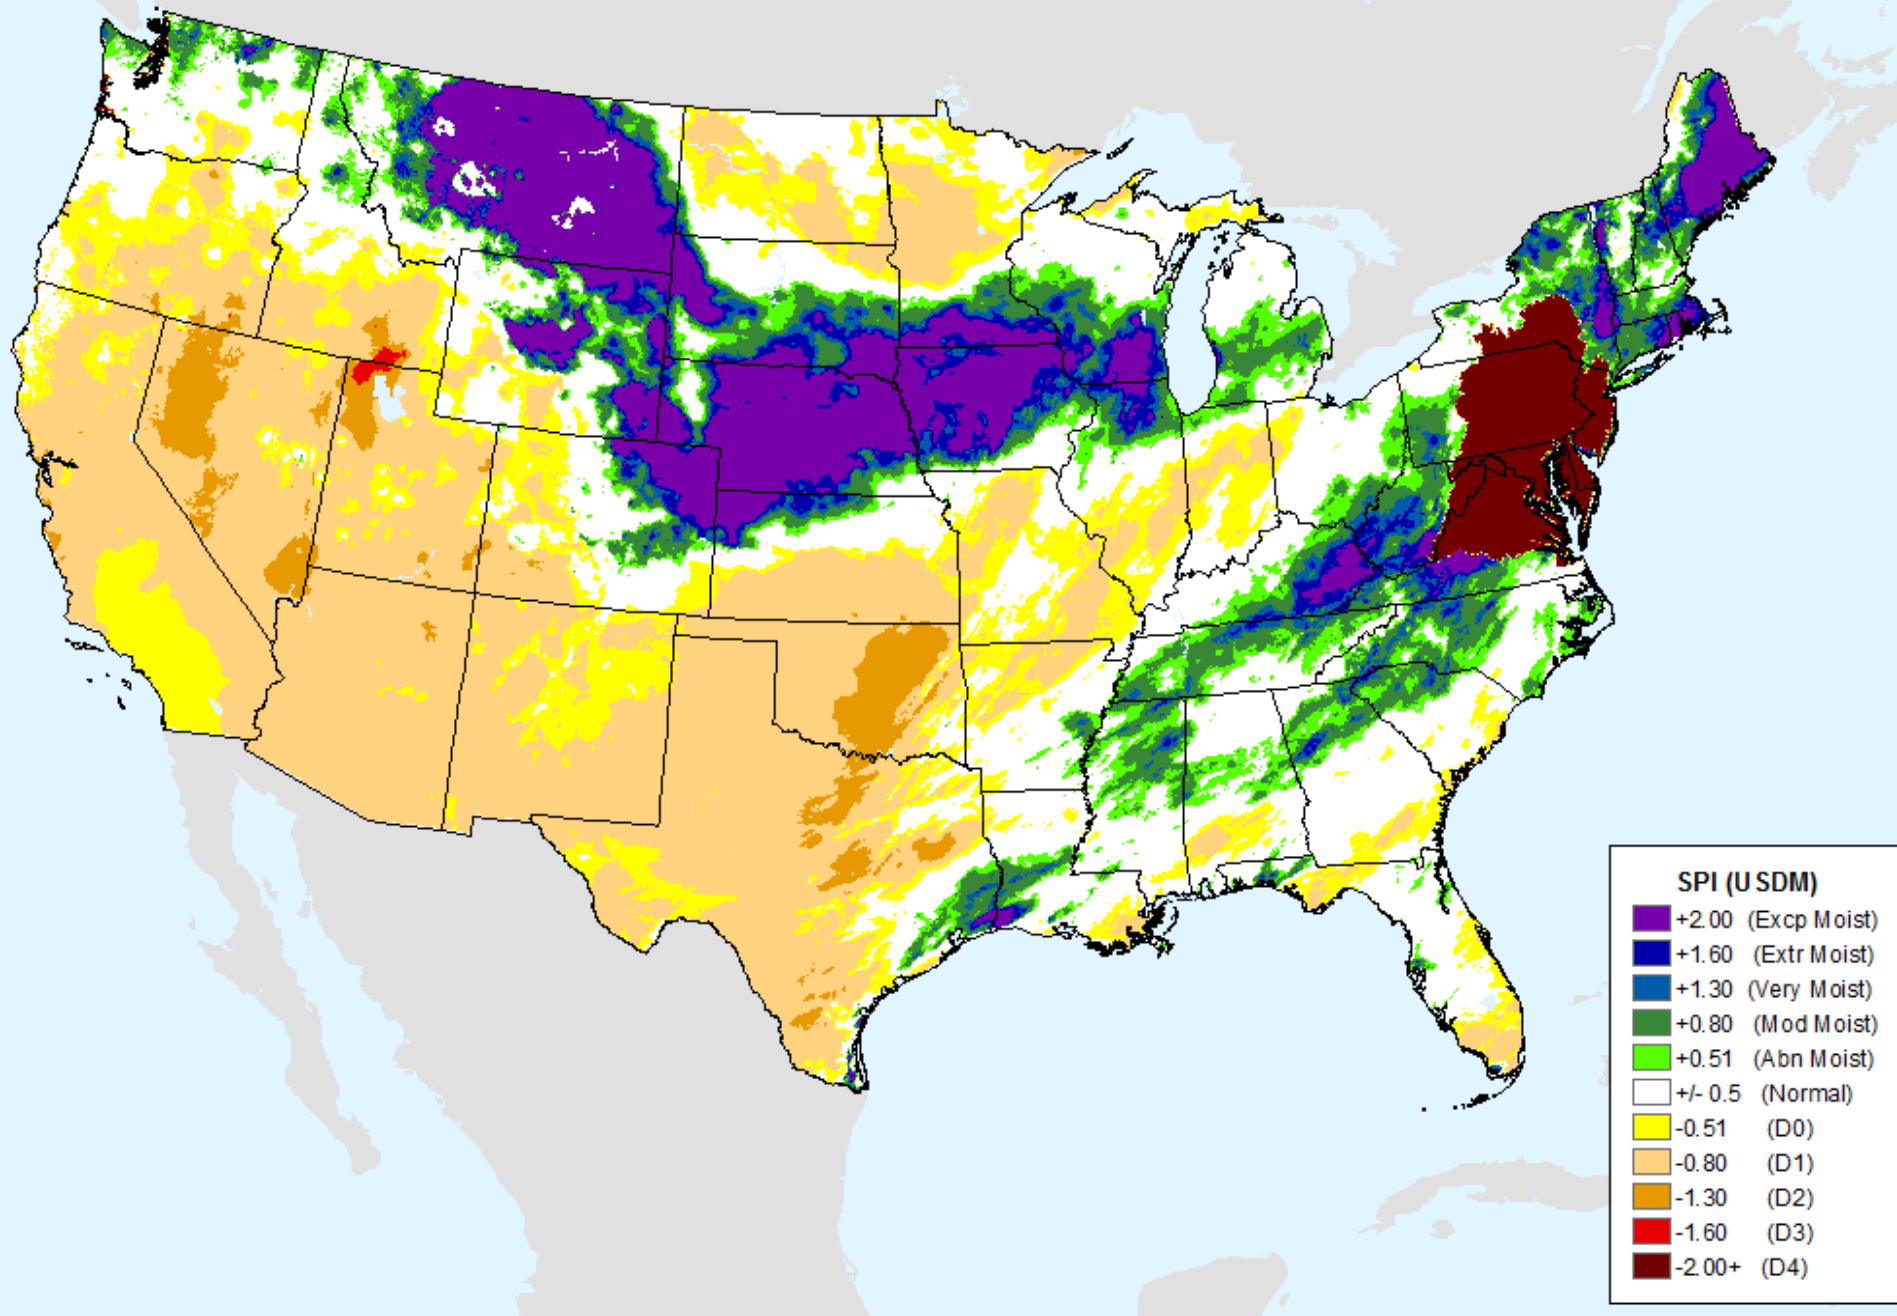 SPI (USDM)
+2.00 (Excp Moist)
+1.60 (Extr Moist)
+1.30 (Very Moist)
+0.80 (Mod Moist)
+0.51 (Abn Moist)
+/- 0.5 (Normal)
-0.51 (D0)
-0.80 (D1)
-1.30 (D2)
-1.60 (D3)
-2.00+ (D4)